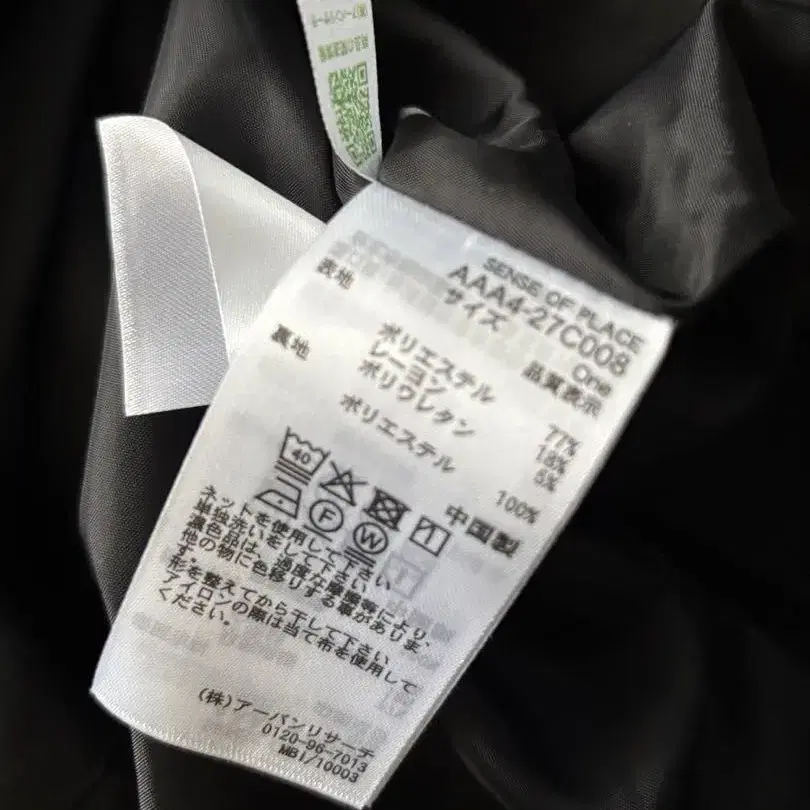 SENSE OF PLACE
AAA4-27C008
サイズ One
品質表示
表地 ポリエステル 77%
レーヨン 18%
ポリウレタン 5%
裏地 ポリエステル 100%
中国製
40
F W
ネットを使用して下さい
単独洗いをして下さい
濃色品は、過度な摩擦等により、
他の物に色移りする事がありま
す。
形を整えてから干して下さい
アイロンの際は当て布を使用して
ください。
(株)アーバンリサーチ
0120-96-7013
MBI/10003